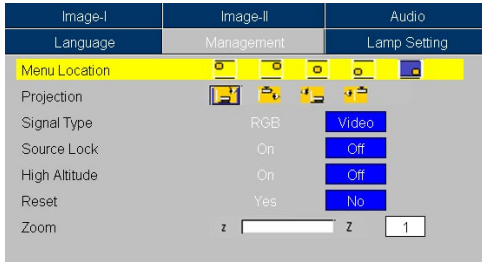 Image-I Image-II Audio
Language Management Lamp Setting
Menu Location
Projection
Signal Type RGB Video
Source Lock On Off
High Altitude On Off
Reset Yes No
Zoom z Z 1